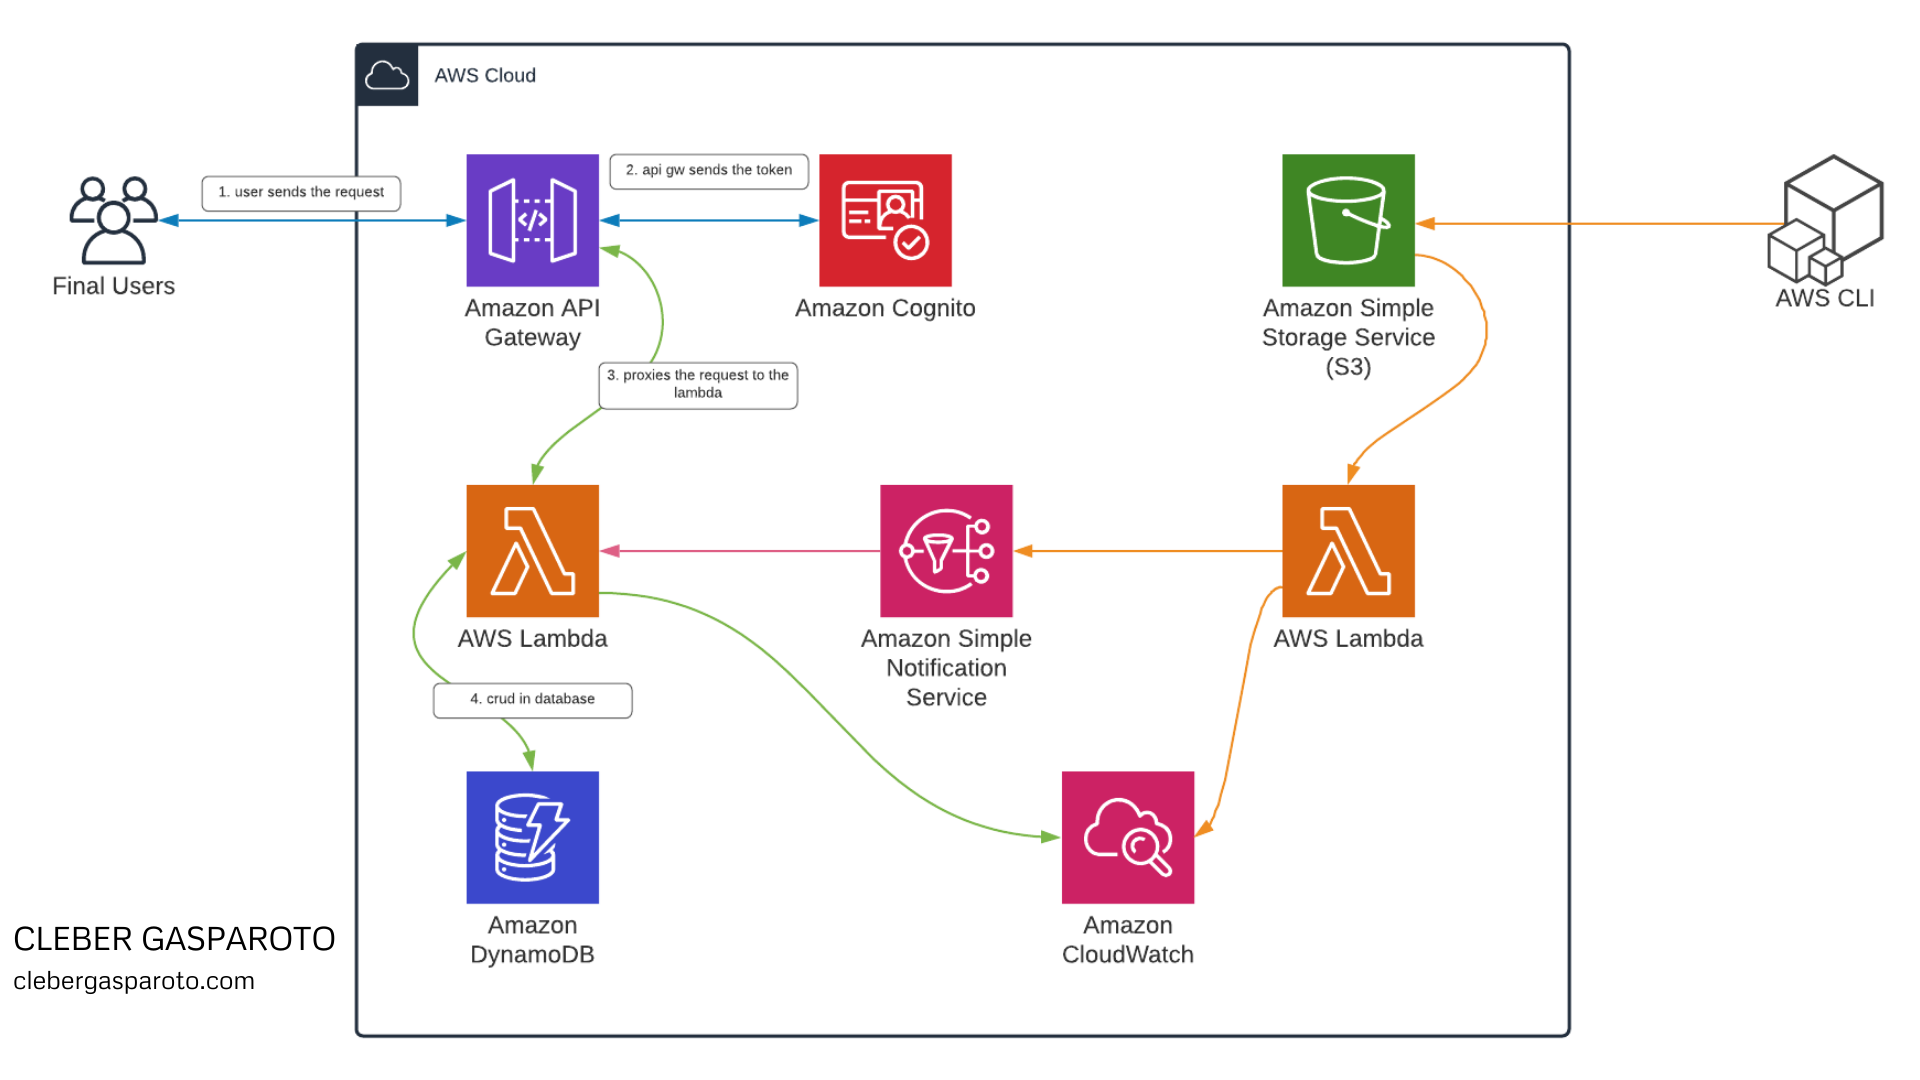 AWS Cloud
1. user sends the request
2. api gw sends the token
Final Users
Amazon API
Gateway
Amazon Cognito
Amazon Simple
Storage Service
(S3)
AWS CLI
3. proxies the request to the
lambda
AWS Lambda
Amazon Simple
Notification
Service
AWS Lambda
4. crud in database
Amazon
DynamoDB
Amazon
CloudWatch
CLEBER GASPAROTO
clebergasparoto.com